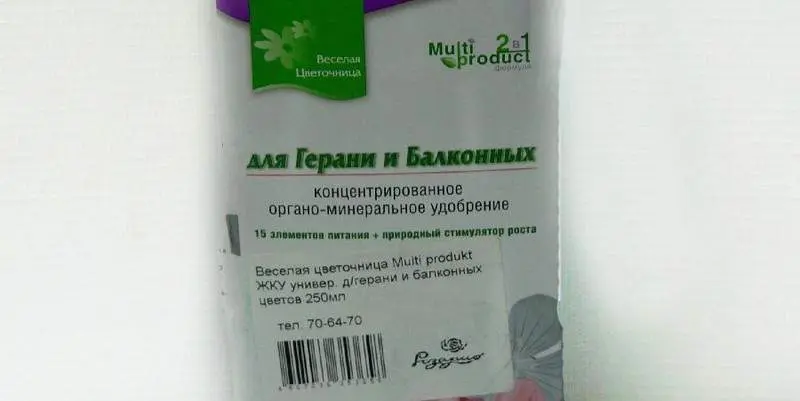 Веселая
Цветочница
Multi 2 в 1
product
формула
для Герани и Балконных
концентрированное
органо-минеральное удобрение
15 элементов питания + природный стимулятор роста
Веселая цветочница Multi produkt
ЖКУ универ. д/герани и балконных
цветов 250мл
тел. 70-64-70